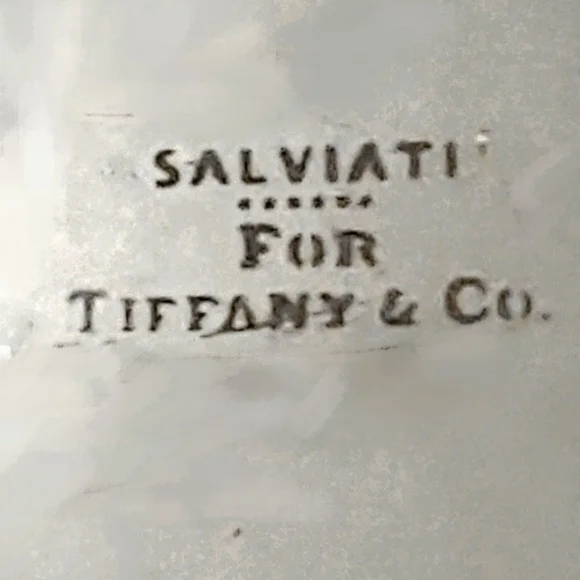 SALVIATI
......
FOR
TIFFANY & CO.